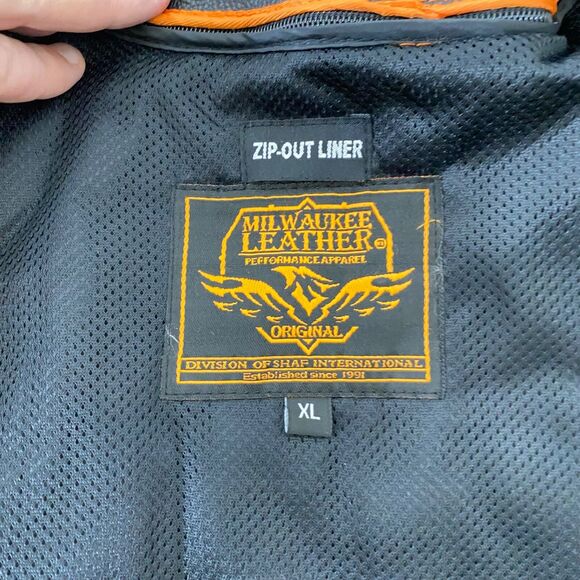 ZIP-OUT LINER
MILWAUKEE
LEATHER
PERFORMANCE APPAREL
ORIGINAL
DIVISION OF SHAF INTERNATIONAL
Established since 1991
XL